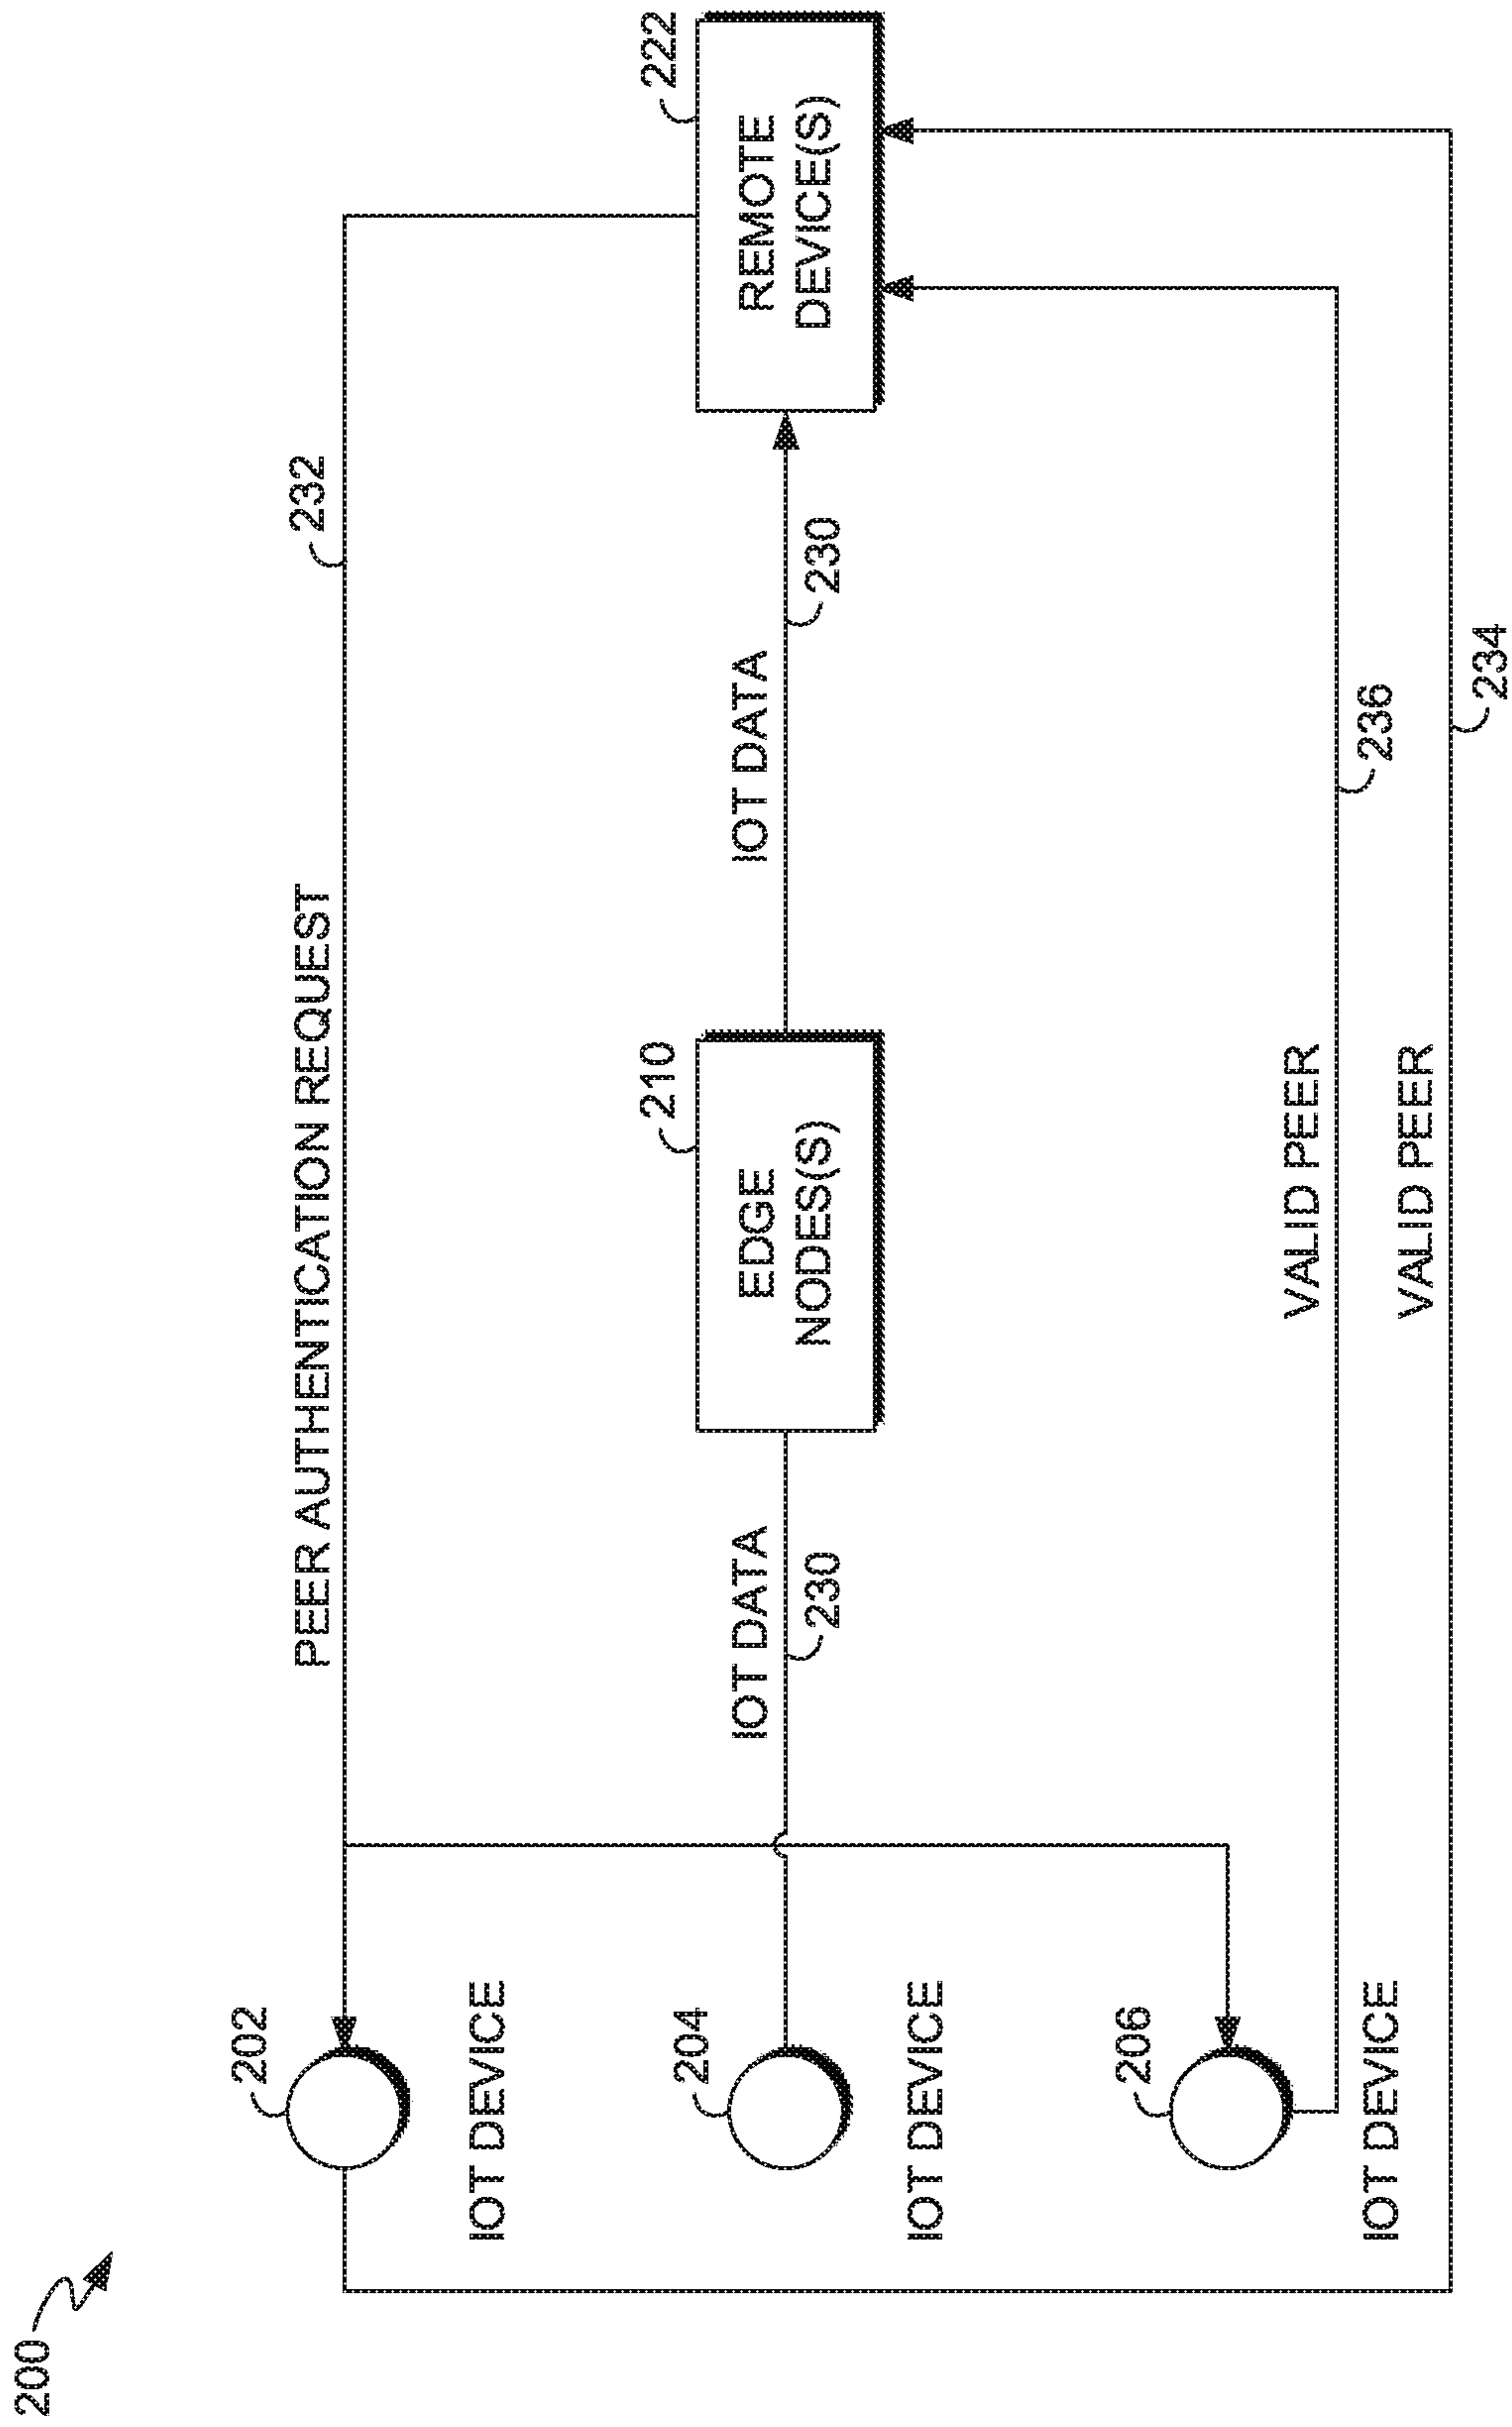 200
PEER AUTHENTICATION REQUEST
232
202
IOT DEVICE
204
IOT DEVICE
IOT DATA
230
210
EDGE
NODES(S)
IOT DATA
230
222
REMOTE
DEVICE(S)
206
IOT DEVICE
VALID PEER
236
VALID PEER
234